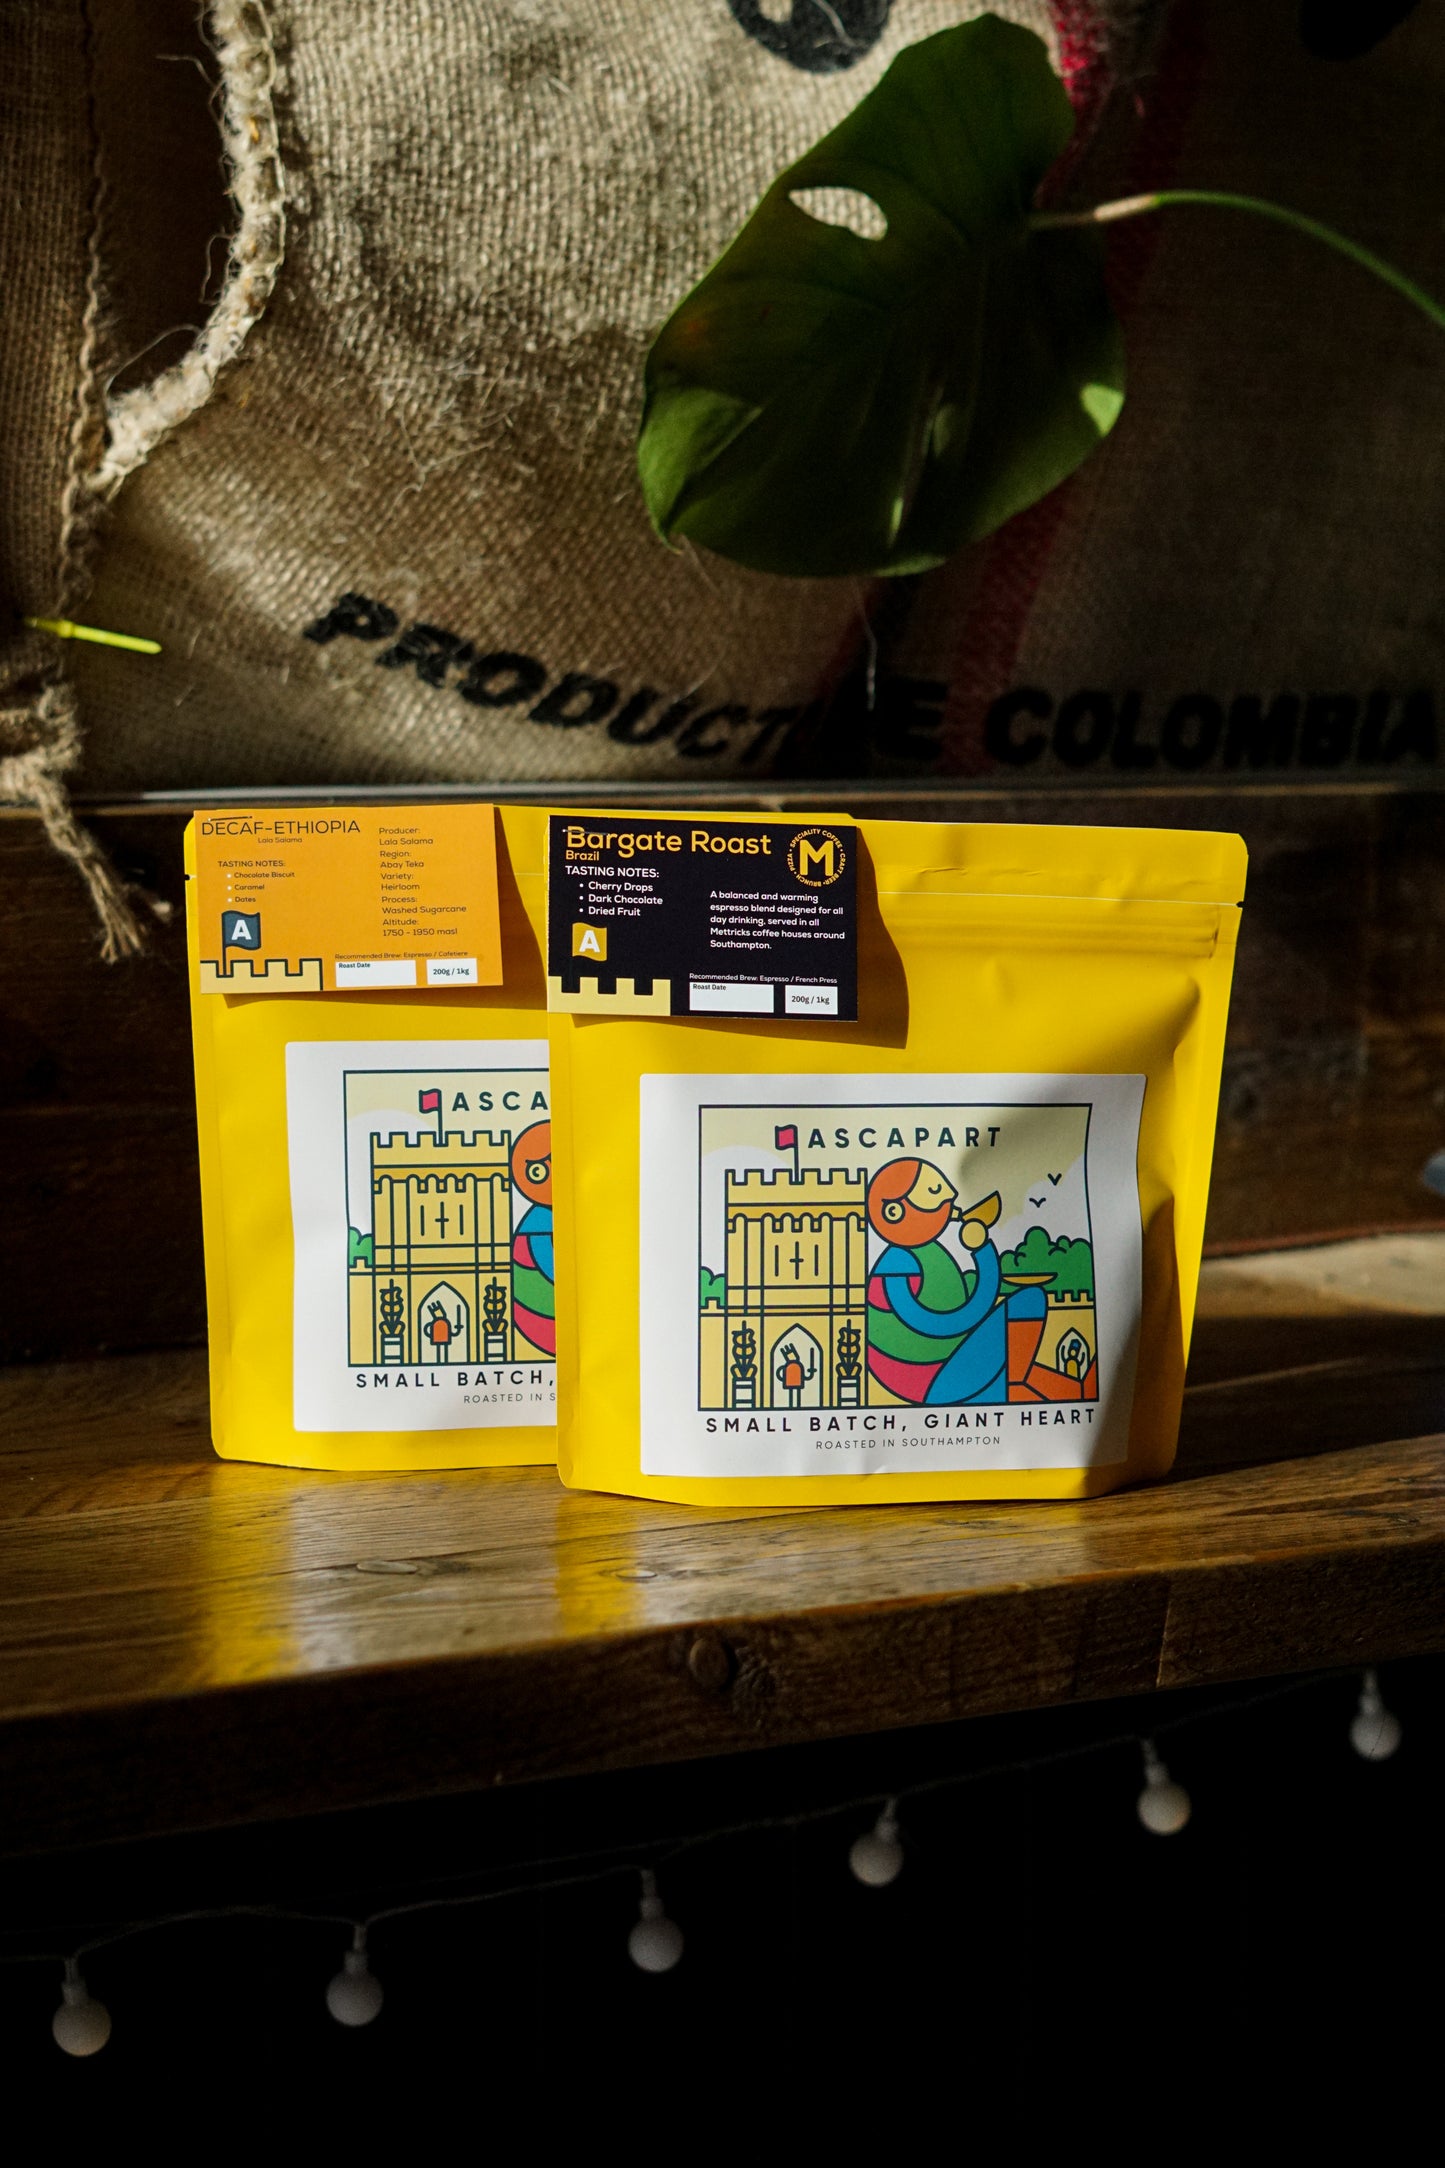 PRODUCT
DE COLOMBIA
DECAF-ETHIOPIA
Lala Salama
TASTING NOTES:
Chocolate Biscuit
Caramel
Dates
Producer:
Lala Salama
Region:
Abay Teka
Variety:
Heirloom
Process:
Washed Sugarcane
Altitude:
1750 - 1950 masl
A
Recommended Brew: Espresso / Cafetiere
Roast Date
200g / 1kg
Bargate Roast
Brazil
TASTING NOTES:
• Cherry Drops
• Dark Chocolate
• Dried Fruit
SPECIALITY COFFEE • CRAFT BEER • BRUNCH • PIZZA •
M
A balanced and warming
espresso blend designed for all
day drinking, served in all
Mettricks coffee houses around
Southampton.
A
Recommended Brew: Espresso / French Press
Roast Date
200g / 1kg
ASCA
SMALL BATCH,
ROASTED IN S
ASCAPART
SMALL BATCH, GIANT HEART
ROASTED IN SOUTHAMPTON